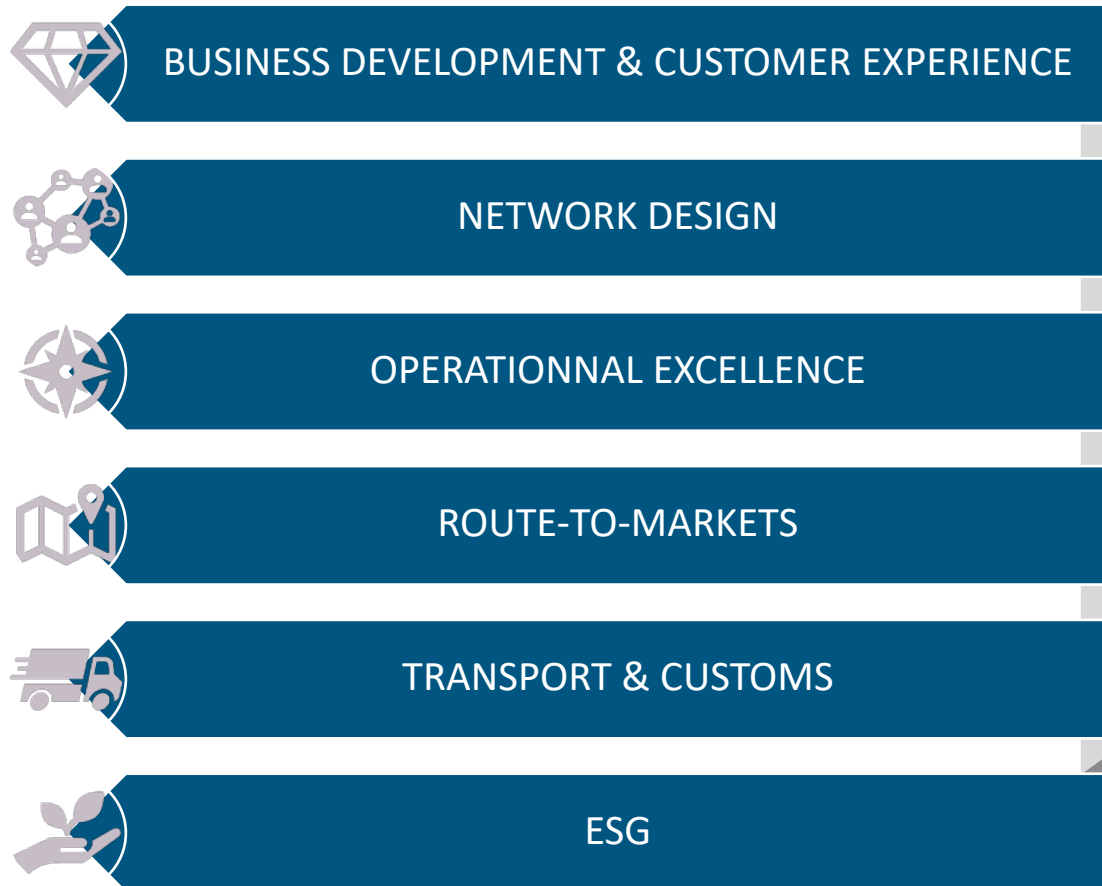 BUSINESS DEVELOPMENT & CUSTOMER EXPERIENCE
NETWORK DESIGN
OPERATIONNAL EXCELLENCE
ROUTE-TO-MARKETS
TRANSPORT & CUSTOMS
ESG